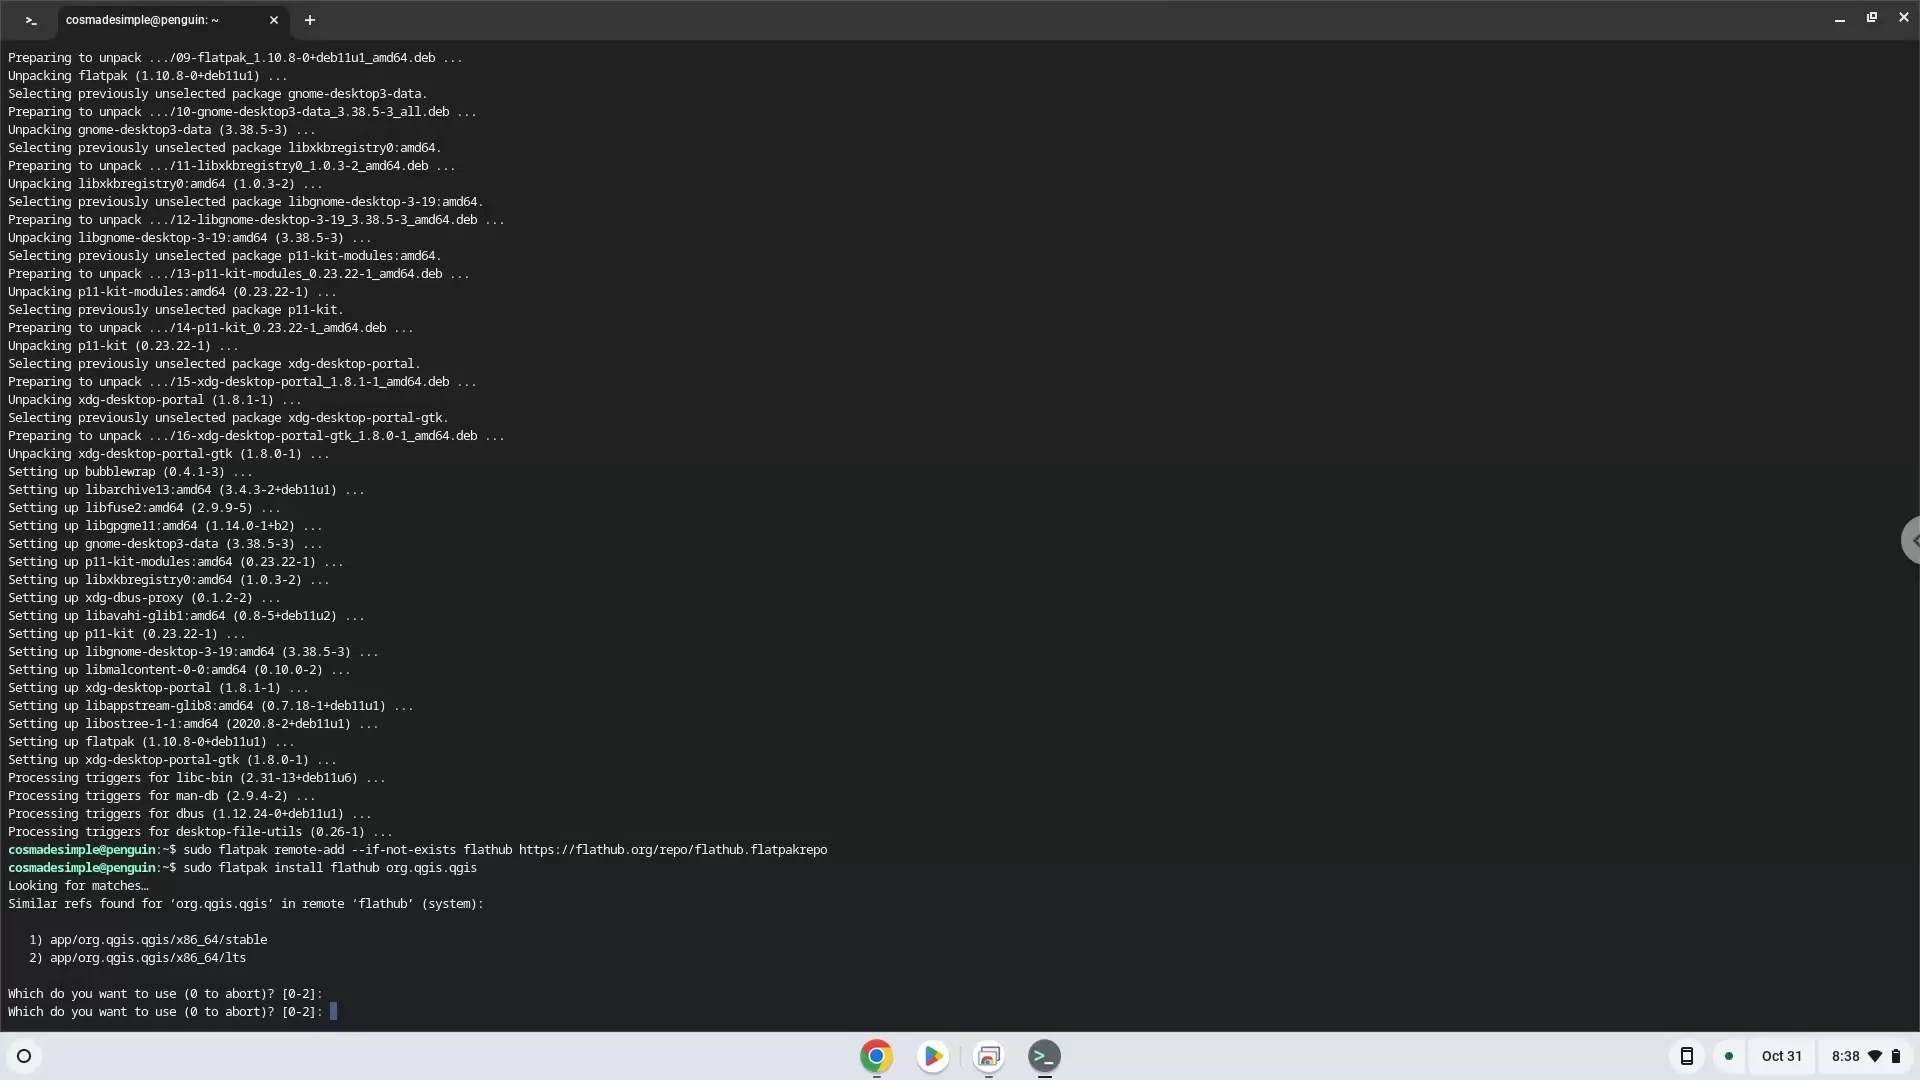 cosmadesimple@penguin: ~
Preparing to unpack .../09-flatpak_1.10.8-0+deb11u1_amd64.deb ...
Unpacking flatpak (1.10.8-0+deb11u1) ...
Selecting previously unselected package gnome-desktop3-data.
Preparing to unpack .../10-gnome-desktop3-data_3.38.5-3_all.deb ...
Unpacking gnome-desktop3-data (3.38.5-3) ...
Selecting previously unselected package libxkbregistry0:amd64.
Preparing to unpack .../11-libxkbregistry0_1.0.3-2_amd64.deb ...
Unpacking libxkbregistry0:amd64 (1.0.3-2) ...
Selecting previously unselected package libgnome-desktop-3-19:amd64.
Preparing to unpack .../12-libgnome-desktop-3-19_3.38.5-3_amd64.deb ...
Unpacking libgnome-desktop-3-19:amd64 (3.38.5-3) ...
Selecting previously unselected package p11-kit-modules:amd64.
Preparing to unpack .../13-p11-kit-modules_0.23.22-1_amd64.deb ...
Unpacking p11-kit-modules:amd64 (0.23.22-1) ...
Selecting previously unselected package p11-kit.
Preparing to unpack .../14-p11-kit_0.23.22-1_amd64.deb ...
Unpacking p11-kit (0.23.22-1) ...
Selecting previously unselected package xdg-desktop-portal.
Preparing to unpack .../15-xdg-desktop-portal_1.8.1-1_amd64.deb ...
Unpacking xdg-desktop-portal (1.8.1-1) ...
Selecting previously unselected package xdg-desktop-portal-gtk.
Preparing to unpack .../16-xdg-desktop-portal-gtk_1.8.0-1_amd64.deb ...
Unpacking xdg-desktop-portal-gtk (1.8.0-1) ...
Setting up bubblewrap (0.4.1-3) ...
Setting up libarchive13:amd64 (3.4.3-2+deb11u1) ...
Setting up libfuse2:amd64 (2.9.9-5) ...
Setting up libgpgme11:amd64 (1.14.0-1+b2) ...
Setting up gnome-desktop3-data (3.38.5-3) ...
Setting up p11-kit-modules:amd64 (0.23.22-1) ...
Setting up libxkbregistry0:amd64 (1.0.3-2) ...
Setting up xdg-dbus-proxy (0.1.2-2) ...
Setting up libavahi-glib1:amd64 (0.8-5+deb11u2) ...
Setting up p11-kit (0.23.22-1) ...
Setting up libgnome-desktop-3-19:amd64 (3.38.5-3) ...
Setting up libmalcontent-0-0:amd64 (0.10.0-2) ...
Setting up xdg-desktop-portal (1.8.1-1) ...
Setting up libappstream-glib8:amd64 (0.7.18-1+deb11u1) ...
Setting up libostree-1-1:amd64 (2020.8-2+deb11u1) ...
Setting up flatpak (1.10.8-0+deb11u1) ...
Setting up xdg-desktop-portal-gtk (1.8.0-1) ...
Processing triggers for libc-bin (2.31-13+deb11u6) ...
Processing triggers for man-db (2.9.4-2) ...
Processing triggers for dbus (1.12.24-0+deb11u1) ...
Processing triggers for desktop-file-utils (0.26-1) ...
cosmadesimple@penguin:~$ sudo flatpak remote-add --if-not-exists flathub https://flathub.org/repo/flathub.flatpakrepo
cosmadesimple@penguin:~$ sudo flatpak install flathub org.qgis.qgis
Looking for matches…
Similar refs found for ‘org.qgis.qgis’ in remote ‘flathub’ (system):
1) app/org.qgis.qgis/x86_64/stable
2) app/org.qgis.qgis/x86_64/lts
Which do you want to use (0 to abort)? [0-2]:
Which do you want to use (0 to abort)? [0-2]:
Oct 31 8:38